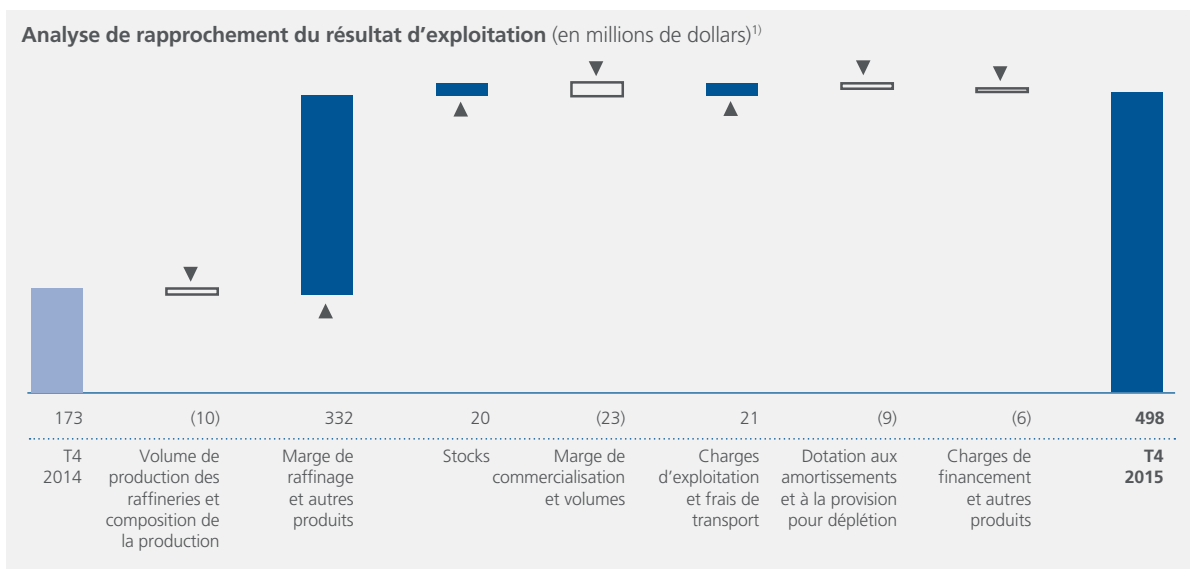 Analyse de rapprochement du résultat d'exploitation (en millions de dollars)1)
173 (10) 332 20 (23) 21 (9) (6) 498
T4
2014
Volume de
production des
raffineries et
composition de
la production
Marge de
raffinage
et autres
produits
Stocks
Marge de
commercialisation
et volumes
Charges
d'exploitation
et frais de
transport
Dotation aux
amortissements
et à la provision
pour déplétion
Charges de
financement
et autres
produits
T4
2015